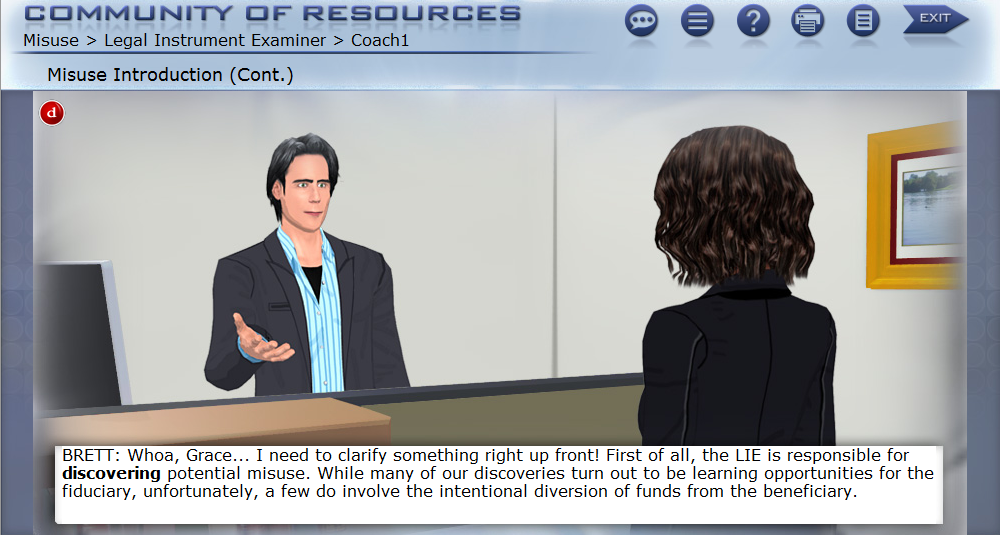 COMMUNITY OF RESOURCES
EXIT
Misuse > Legal Instrument Examiner > Coach1
Misuse Introduction (Cont.)
d
BRETT: Whoa, Grace... I need to clarify something right up front! First of all, the LIE is responsible for
discovering potential misuse. While many of our discoveries turn out to be learning opportunities for the
fiduciary, unfortunately, a few do involve the intentional diversion of funds from the beneficiary.